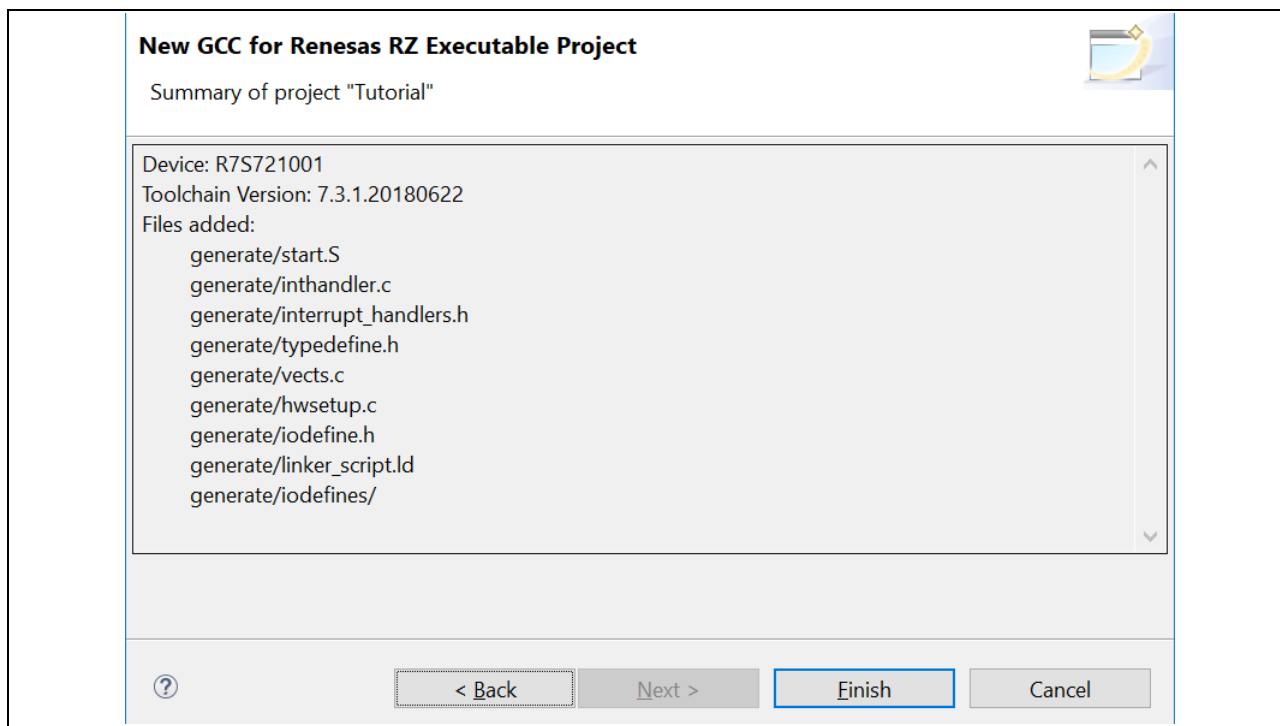 New GCC for Renesas RZ Executable Project
Summary of project "Tutorial"
Device: R7S721001
Toolchain Version: 7.3.1.20180622
Files added:
generate/start.S
generate/inthandler.c
generate/interrupt_handlers.h
generate/typedefine.h
generate/vects.c
generate/hwsetup.c
generate/iodefine.h
generate/linker_script.ld
generate/iodefines/
?
< Back
Next >
Finish
Cancel